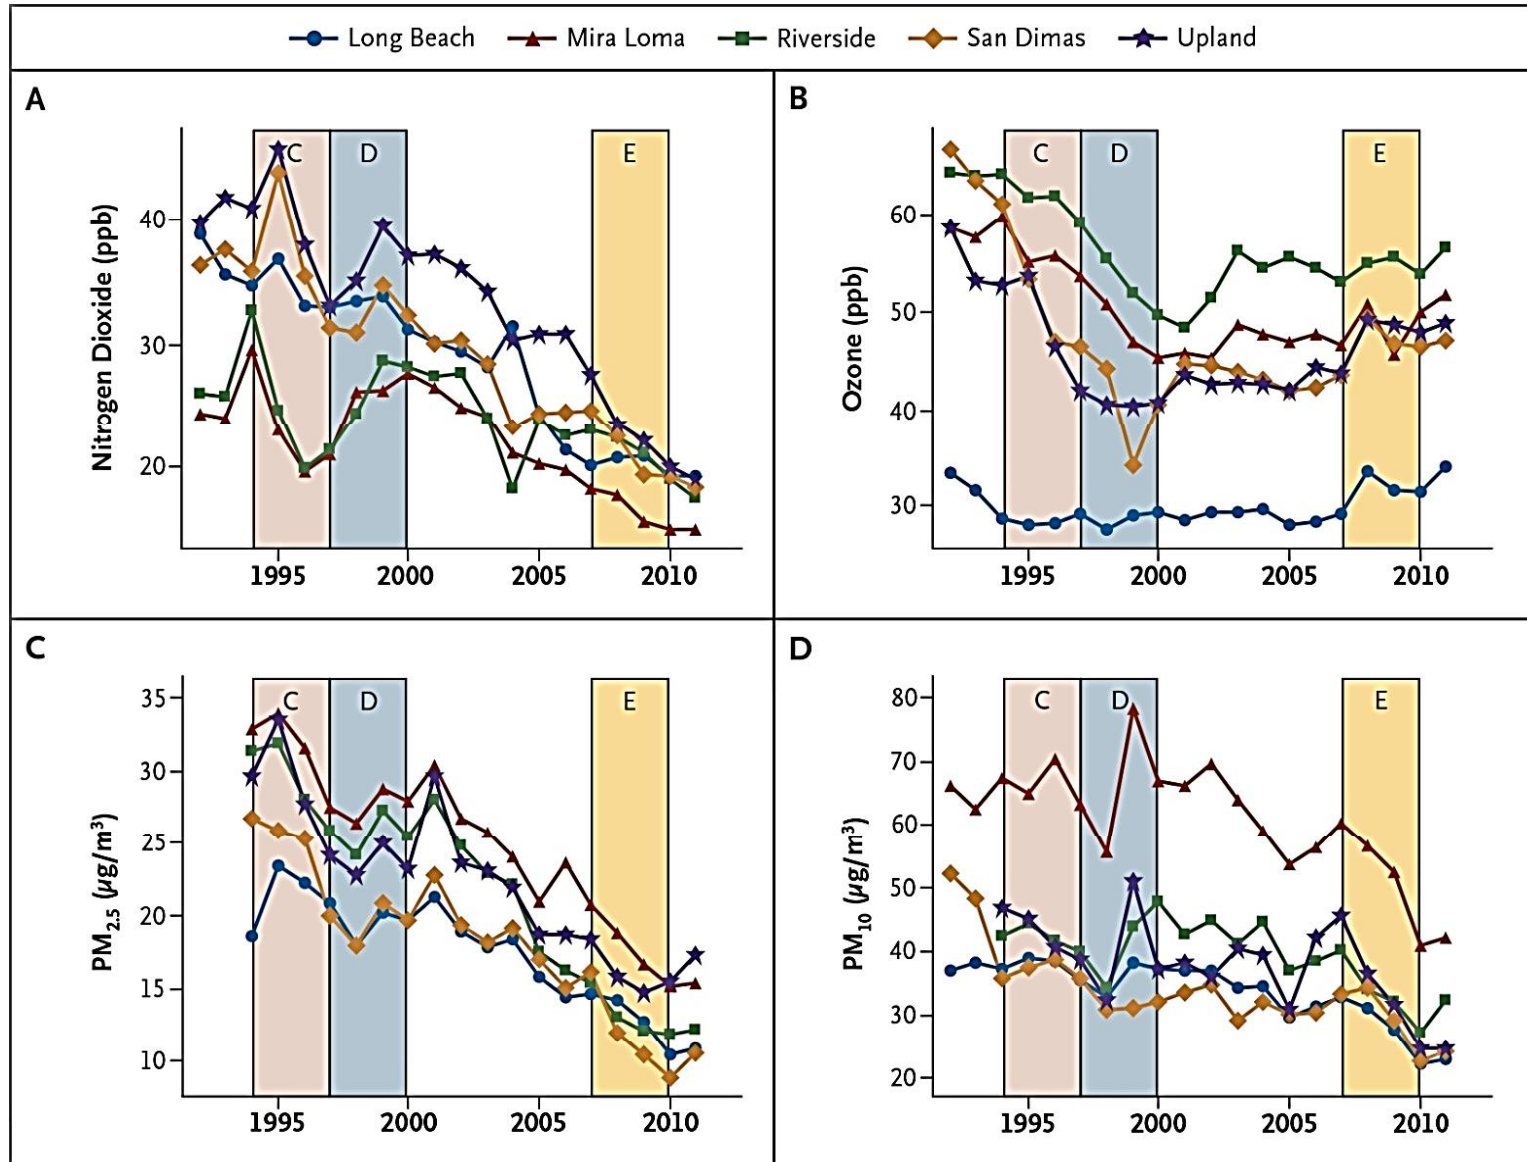 Long Beach Mira Loma Riverside San Dimas Upland
A
C D E
Nitrogen Dioxide (ppb)
40
30
20
1995 2000 2005 2010
B
C D E
Ozone (ppb)
60
50
40
30
1995 2000 2005 2010
C
C D E
PM2.5 (µg/m³)
35
30
25
20
15
10
1995 2000 2005 2010
D
C D E
PM10 (µg/m³)
80
70
60
50
40
30
20
1995 2000 2005 2010